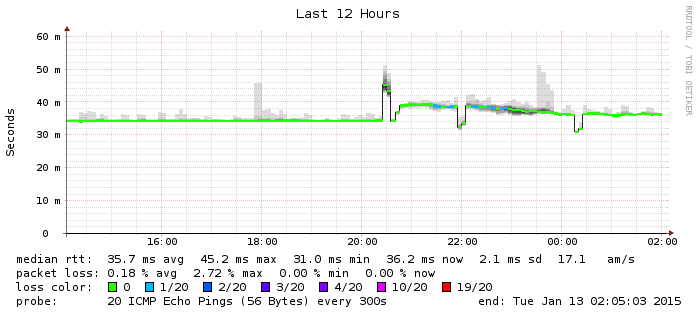 Last 12 Hours
RRDTOOL / TOBI OETIKER
Seconds
60 m
50 m
40 m
30 m
20 m
10 m
0
16:00 18:00 20:00 22:00 00:00 02:00
median rtt: 35.7 ms avg 45.2 ms max 31.0 ms min 36.2 ms now 2.1 ms sd 17.1 am/s
packet loss: 0.18 % avg 2.72 % max 0.00 % min 0.00 % now
loss color: 0 1/20 2/20 3/20 4/20 10/20 19/20
probe: 20 ICMP Echo Pings (56 Bytes) every 300s end: Tue Jan 13 02:05:03 2015